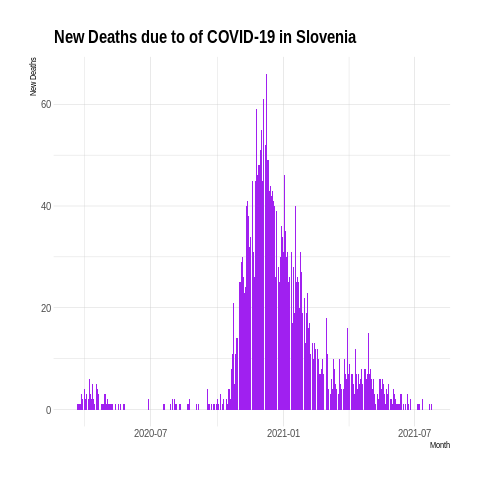 New Deaths due to of COVID-19 in Slovenia
New Deaths
60
40
20
0
2020-07
2021-01
2021-07
Month